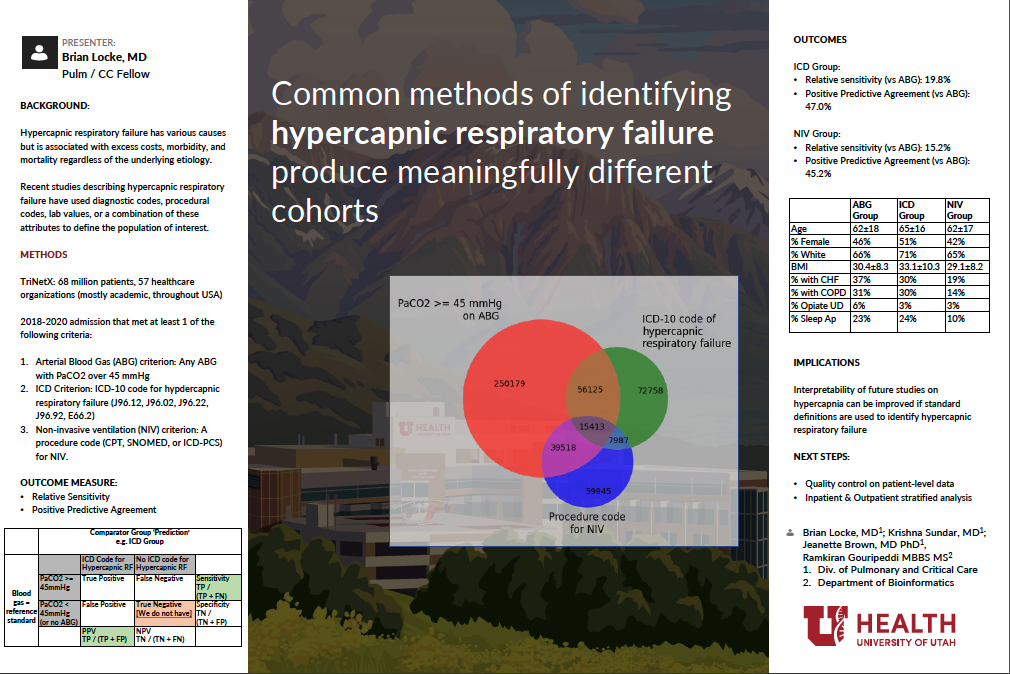 PRESENTER:
Brian Locke, MD
Pulm / CC Fellow
BACKGROUND:
Hypercapnic respiratory failure has various causes
but is associated with excess costs, morbidity, and
mortality regardless of the underlying etiology.
Recent studies describing hypercapnic respiratory
failure have used diagnostic codes, procedural
codes, lab values, or a combination of these
attributes to define the population of interest.
METHODS
TriNetX: 68 million patients, 57 healthcare
organizations (mostly academic, throughout USA)
2018-2020 admission that met at least 1 of the
following criteria:
1. Arterial Blood Gas (ABG) criterion: Any ABG
with PaCO2 over 45 mmHg
2. ICD Criterion: ICD-10 code for hypdercapnic
respiratory failure (J96.12, J96.02, J96.22,
J96.92, E66.2)
3. Non-invasive ventilation (NIV) criterion: A
procedure code (CPT, SNOMED, or ICD-PCS)
for NIV.
OUTCOME MEASURE:
• Relative Sensitivity
• Positive Predictive Agreement
Comparator Group 'Prediction'
e.g. ICD Group
ICD Code for Hypercapnic RF
No ICD code for Hypercapnic RF
Blood gas = reference standard
PaCO2 >= 45mmHg
True Positive
False Negative
Sensitivity TP / (TP + FN)
PaCO2 < 45mmHg (or no ABG)
False Positive
True Negative [We do not have]
Specificity TN / (TN + FP)
PPV TP / (TP + FP)
NPV TN / (TN + FN)
Common methods of identifying
hypercapnic respiratory failure
produce meaningfully different
cohorts
PaCO2 >= 45 mmHg
on ABG
ICD-10 code of
hypercapnic
respiratory failure
250179
56125
72758
15413
7987
39518
59945
Procedure code
for NIV
HEALTH
UNIVERSITY OF UTAH
OUTCOMES
ICD Group:
• Relative sensitivity (vs ABG): 19.8%
• Positive Predictive Agreement (vs ABG):
47.0%
NIV Group:
• Relative sensitivity (vs ABG): 15.2%
• Positive Predictive Agreement (vs ABG):
45.2%
ABG Group ICD Group NIV Group
Age 62±18 65±16 62±17
% Female 46% 51% 42%
% White 66% 71% 65%
BMI 30.4±8.3 33.1±10.3 29.1±8.2
% with CHF 37% 30% 19%
% with COPD 31% 30% 14%
% Opiate UD 6% 3% 3%
% Sleep Ap 23% 24% 10%
IMPLICATIONS
Interpretability of future studies on
hypercapnia can be improved if standard
definitions are used to identify hypercapnic
respiratory failure
NEXT STEPS:
• Quality control on patient-level data
• Inpatient & Outpatient stratified analysis
Brian Locke, MD1; Krishna Sundar, MD1;
Jeanette Brown, MD PhD1,
Ramkiran Gouripeddi MBBS MS2
1. Div. of Pulmonary and Critical Care
2. Department of Bioinformatics
U HEALTH
UNIVERSITY OF UTAH